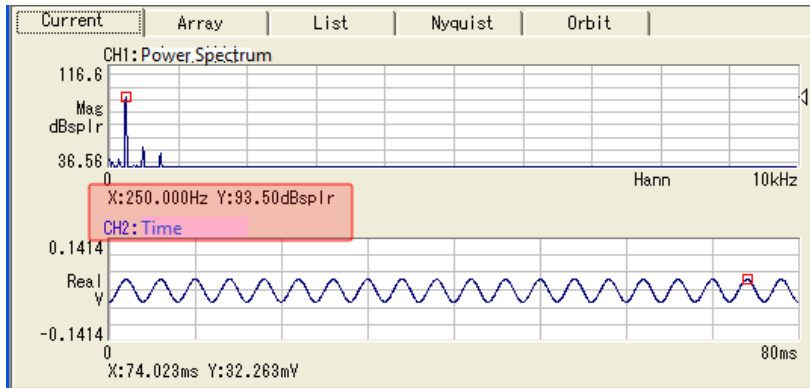 Current Array List Nyquist Orbit
CH1:Power Spectrum
116.6
Mag
dBsplr
36.56
0 Hann 10kHz
X:250.000Hz Y:93.50dBsplr
CH2:Time
0.1414
Real
V
-0.1414
0 80ms
X:74.023ms Y:32.263mV